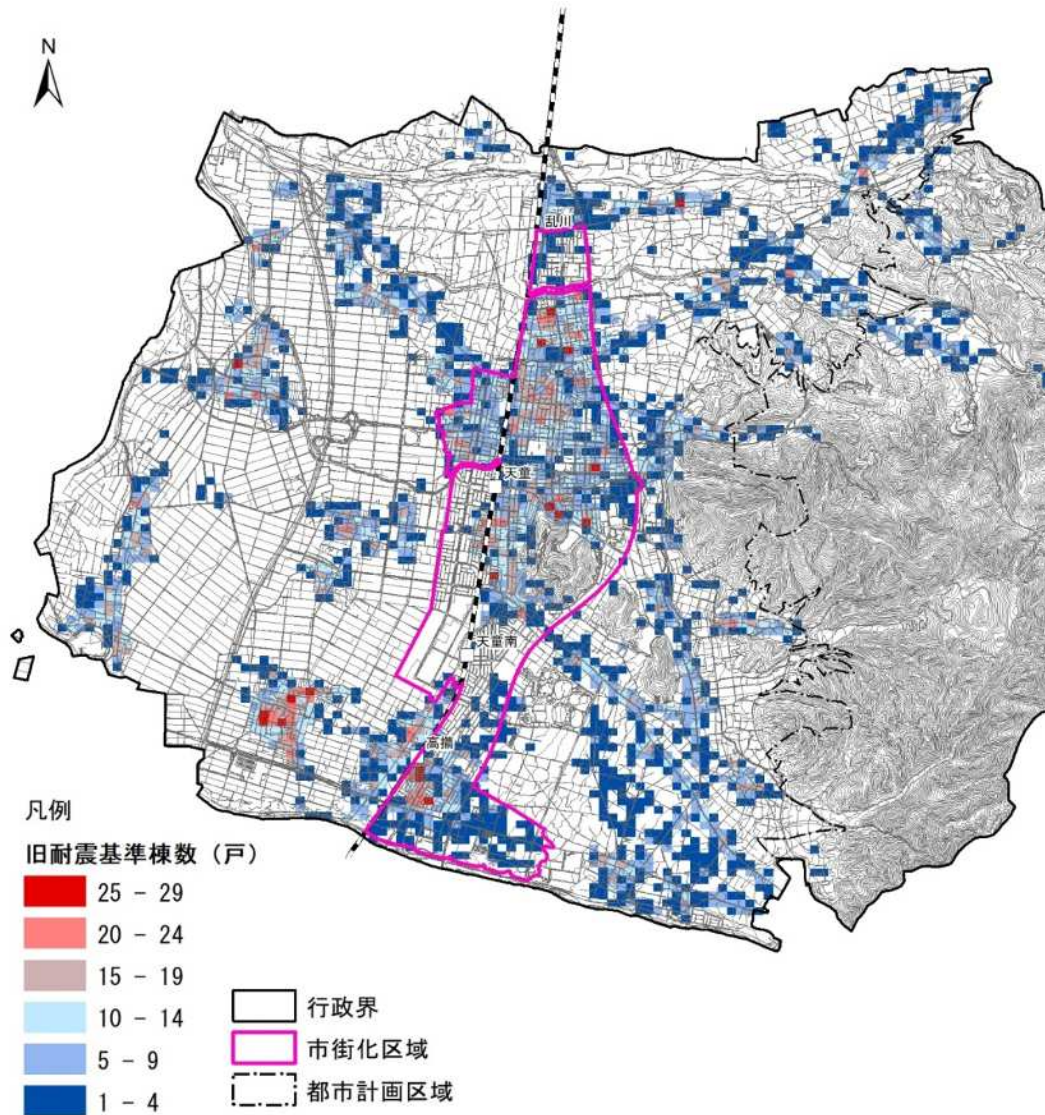 N
乱川
天童
天童南
高擶
凡例
旧耐震基準棟数（戸）
25 － 29
20 － 24
15 － 19
10 － 14
5 － 9
1 － 4
行政界
市街化区域
都市計画区域